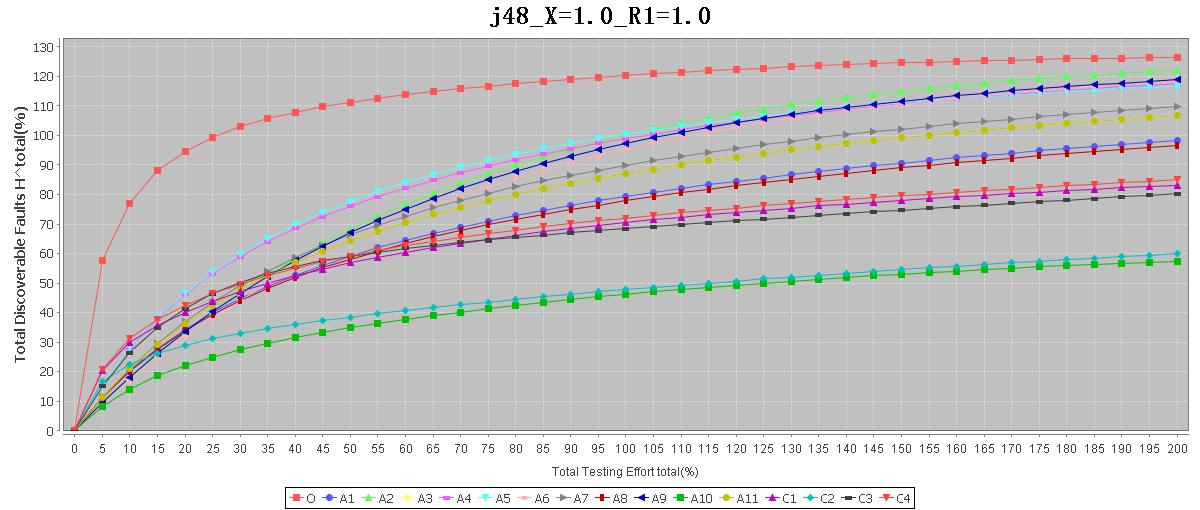 j48_X=1.0_R1=1.0
Total Discoverable Faults H^total(%)
130
120
110
100
90
80
70
60
50
40
30
20
10
0
0 5 10 15 20 25 30 35 40 45 50 55 60 65 70 75 80 85 90 95 100 105 110 115 120 125 130 135 140 145 150 155 160 165 170 175 180 185 190 195 200
Total Testing Effort total(%)
O A1 A2 A3 A4 A5 A6 A7 A8 A9 A10 A11 C1 C2 C3 C4